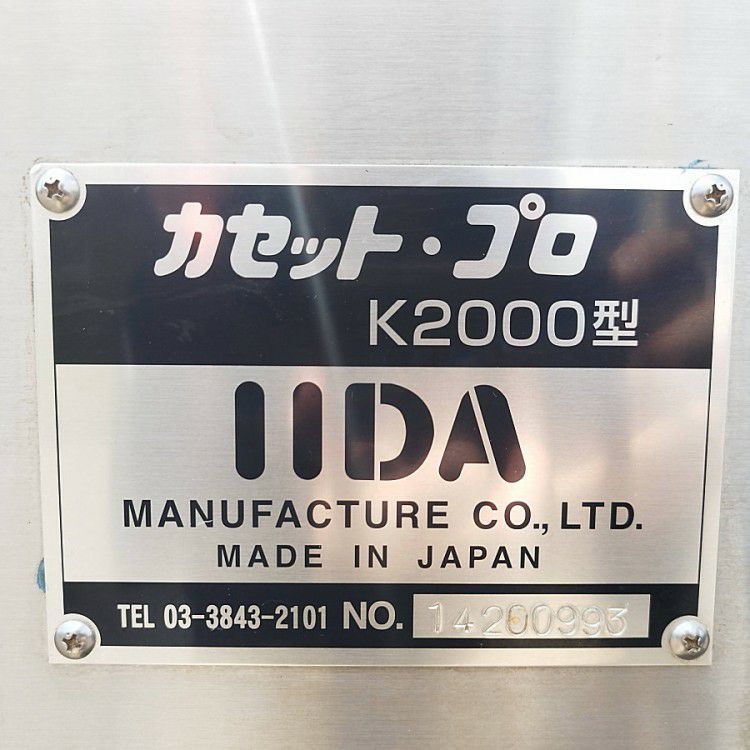 カセット・プロ
K2000型
IIDA
MANUFACTURE CO., LTD.
MADE IN JAPAN
TEL 03-3843-2101 NO. 14200993